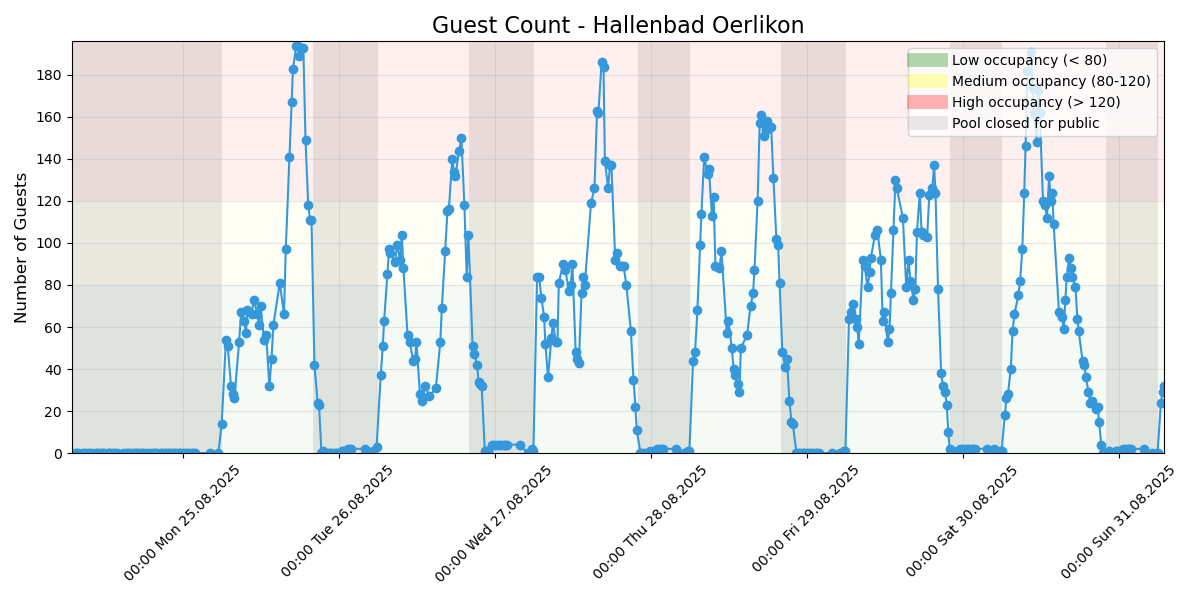 Guest Count - Hallenbad Oerlikon
Number of Guests
180
160
140
120
100
80
60
40
20
0
Low occupancy (< 80)
Medium occupancy (80-120)
High occupancy (> 120)
Pool closed for public
00:00 Mon 25.08.2025
00:00 Tue 26.08.2025
00:00 Wed 27.08.2025
00:00 Thu 28.08.2025
00:00 Fri 29.08.2025
00:00 Sat 30.08.2025
00:00 Sun 31.08.2025